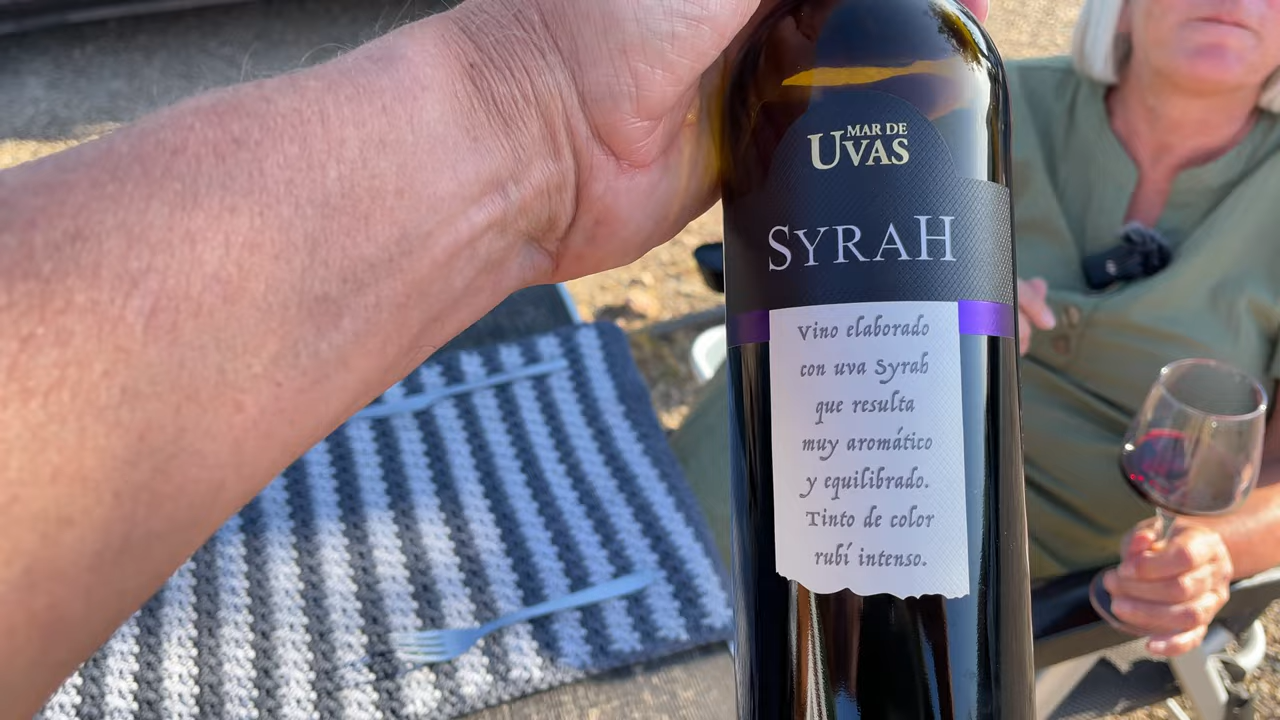 MAR DE
UVAS
SYRAH
Vino elaborado
con uva Syrah
que resulta
muy aromático
y equilibrado.
Tinto de color
rubí intenso.